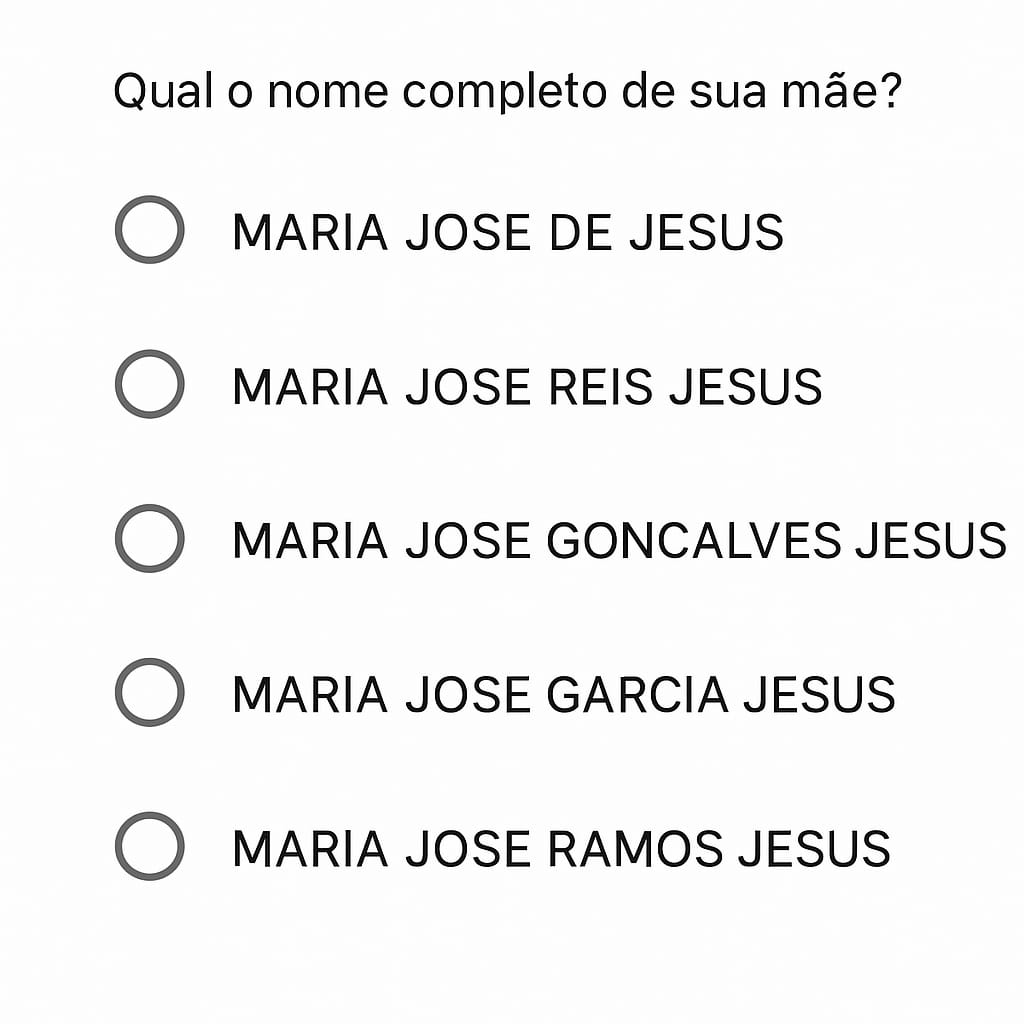 Qual o nome completo de sua mãe?
MARIA JOSE DE JESUS
MARIA JOSE REIS JESUS
MARIA JOSE GONCALVES JESUS
MARIA JOSE GARCIA JESUS
MARIA JOSE RAMOS JESUS